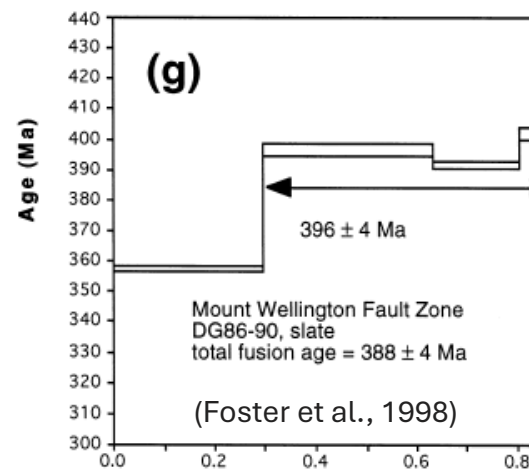 440
430
420
410
400
390
380
370
360
350
340
330
320
310
300
Age (Ma)
(g)
396 ± 4 Ma
Mount Wellington Fault Zone
DG86-90, slate
total fusion age = 388 ± 4 Ma
(Foster et al., 1998)
0.0 0.2 0.4 0.6 0.8